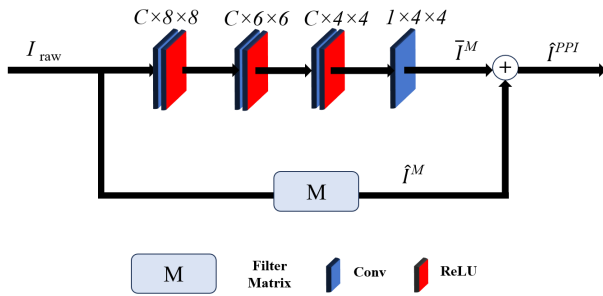 C×8×8 C×6×6 C×4×4 1×4×4
I raw Ī^M + Î^PPI
M Î^M
M Filter Matrix Conv ReLU